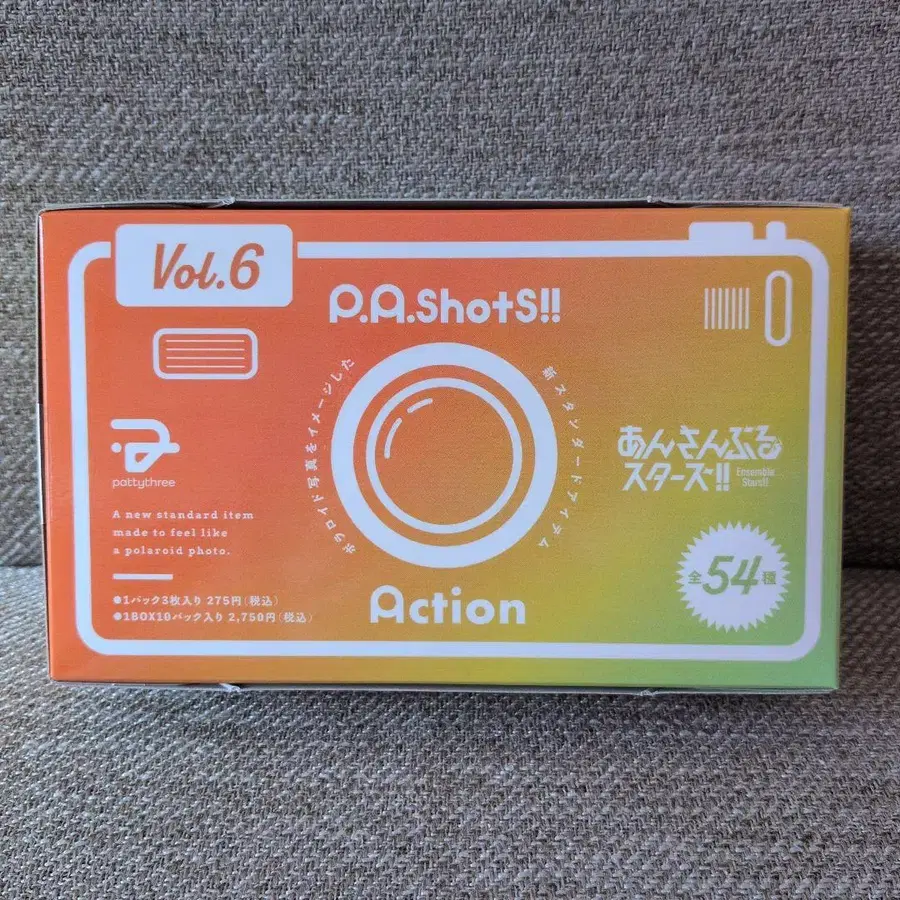 Vol.6
P.A.ShotS!!
ポラロイド写真をイメージした
新スタンダードアイテム
pattythree
A new standard item
made to feel like
a polaroid photo.
●1パック3枚入り 275円(税込)
●1BOX10パック入り 2,750円(税込)
Action
あんさんぶる
スターズ!!
Ensemble
Stars!!
全54種